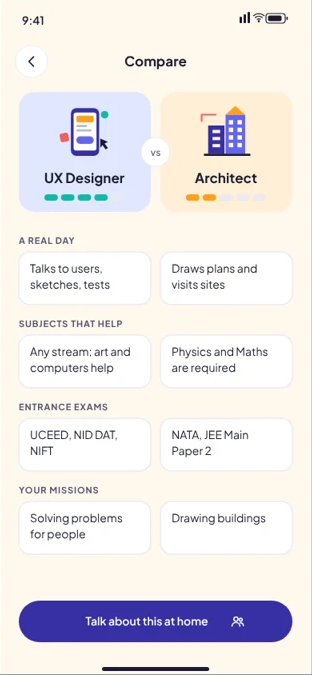 9:41
Compare
UX Designer
vs
Architect
A REAL DAY
Talks to users,
sketches, tests
Draws plans and
visits sites
SUBJECTS THAT HELP
Any stream; art and
computers help
Physics and Maths
are required
ENTRANCE EXAMS
UCEED, NID DAT,
NIFT
NATA, JEE Main
Paper 2
YOUR MISSIONS
Solving problems
for people
Drawing buildings
Talk about this at home